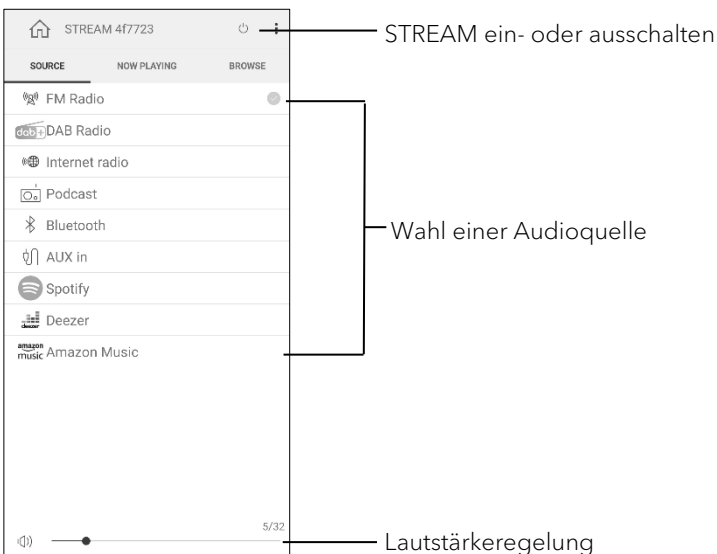 STREAM 4f7723
STREAM ein- oder ausschalten
SOURCE NOW PLAYING BROWSE
FM Radio
dab+ DAB Radio
Internet radio
Podcast
Bluetooth
Wahl einer Audioquelle
AUX in
Spotify
deezer Deezer
amazon music Amazon Music
5/32
Lautstärkeregelung